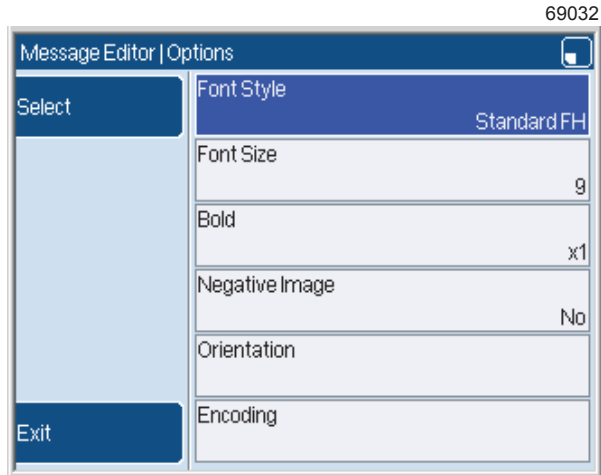 69032
Message Editor | Options
Select
Font Style
Standard FH
Font Size
9
Bold
x1
Negative Image
No
Orientation
Encoding
Exit